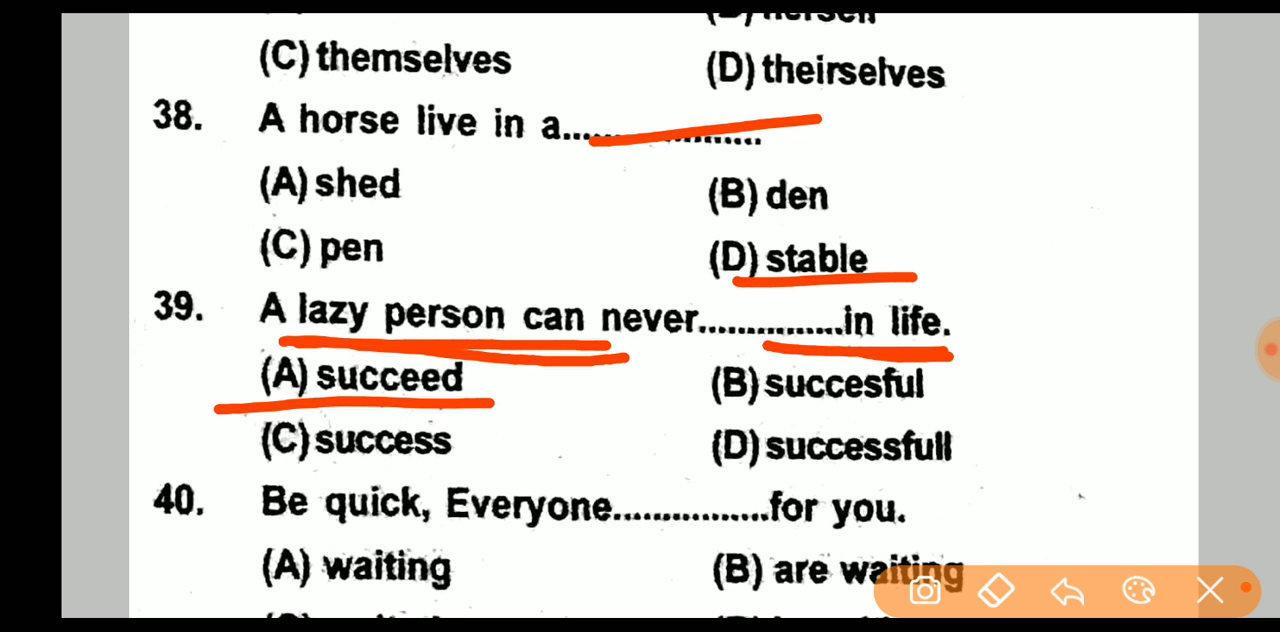 (C) themselves (D) theirselves
38. A horse live in a....................
(A) shed (B) den
(C) pen (D) stable
39. A lazy person can never................in life.
(A) succeed (B) succesful
(C) success (D) successfull
40. Be quick, Everyone................for you.
(A) waiting (B) are waiting